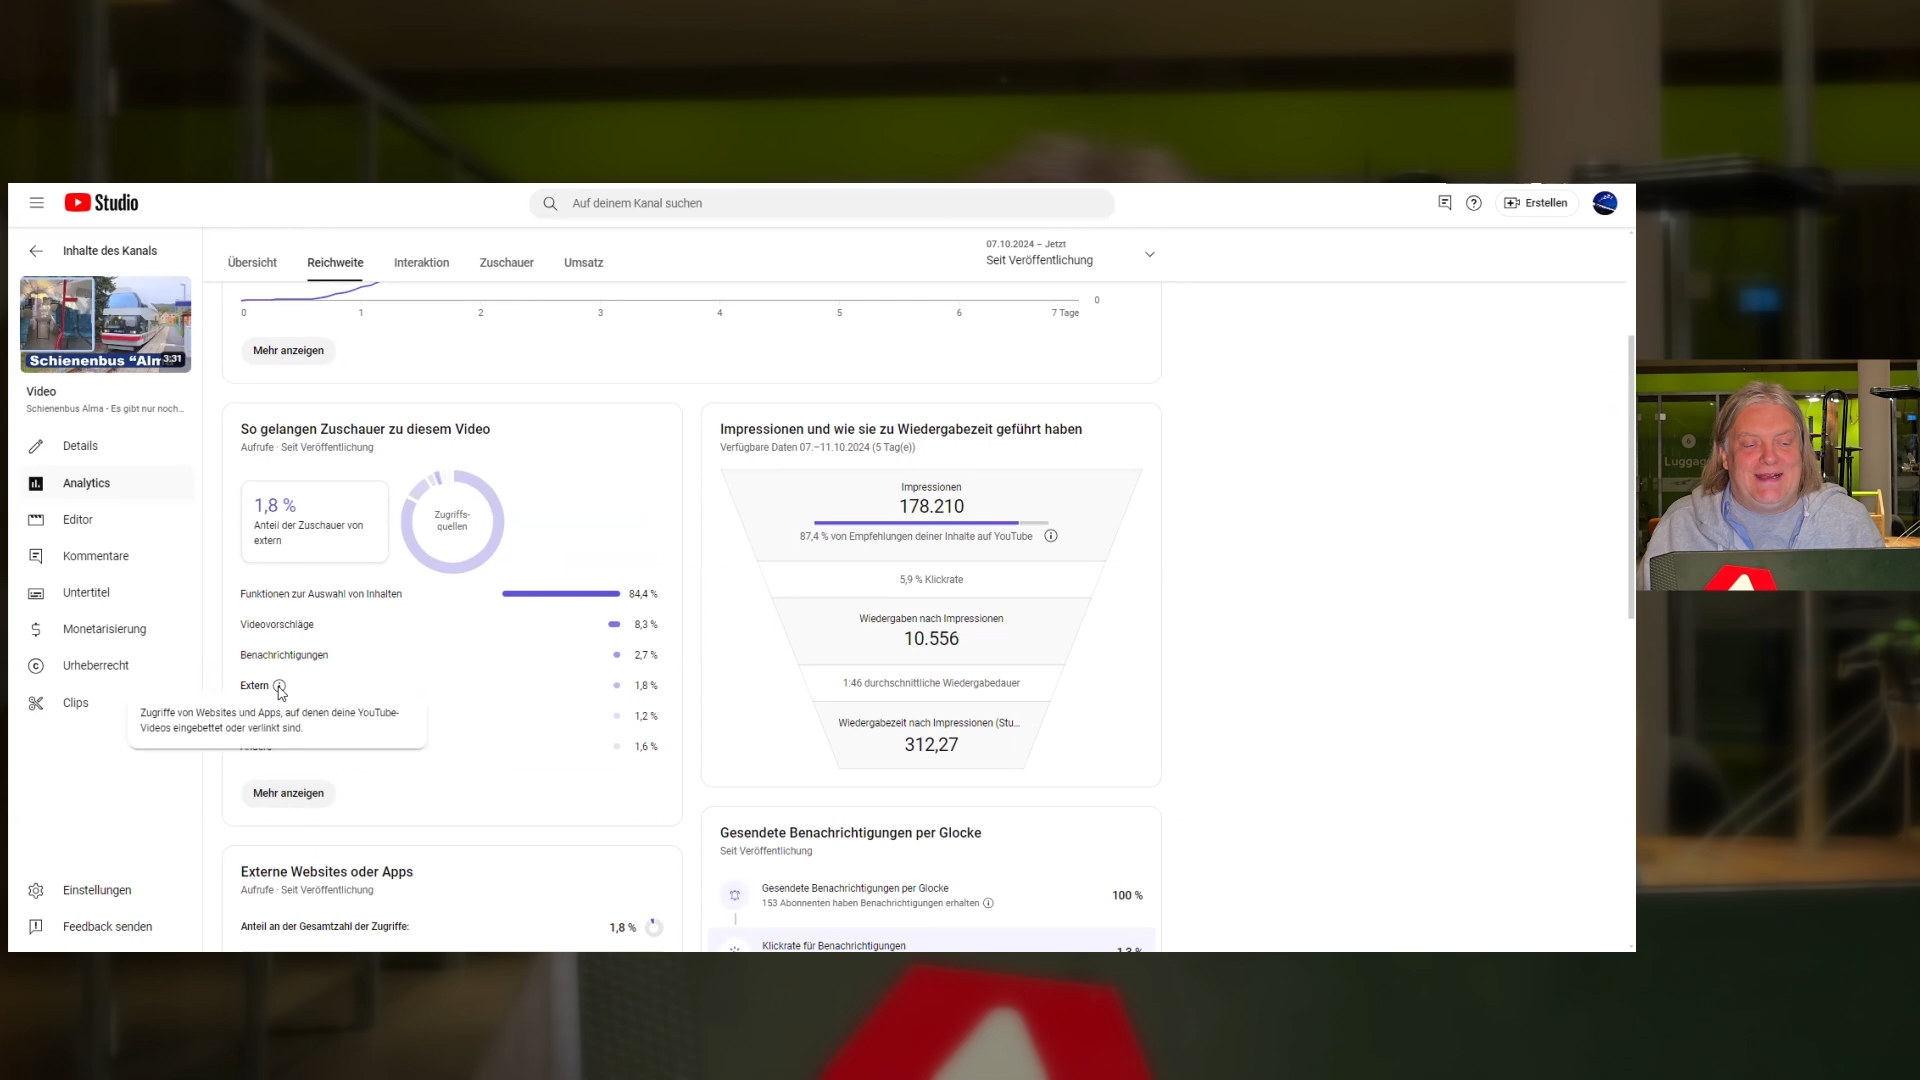 Studio
Auf deinem Kanal suchen
Erstellen
Inhalte des Kanals
Schienenbus "Alm
3:31
Video
Schienenbus Alma - Es gibt nur noch...
Details
Analytics
Editor
Kommentare
Untertitel
Monetarisierung
Urheberrecht
Clips
Einstellungen
Feedback senden
Übersicht
Reichweite
Interaktion
Zuschauer
Umsatz
07.10.2024 – Jetzt
Seit Veröffentlichung
0
0 1 2 3 4 5 6 7 Tage
Mehr anzeigen
So gelangen Zuschauer zu diesem Video
Aufrufe · Seit Veröffentlichung
1,8 %
Anteil der Zuschauer von
extern
Zugriffs-
quellen
Funktionen zur Auswahl von Inhalten 84,4 %
Videovorschläge 8,3 %
Benachrichtigungen 2,7 %
Extern 1,8 %
Zugriffe von Websites und Apps, auf denen deine YouTube-
Videos eingebettet oder verlinkt sind.
1,2 %
1,6 %
Mehr anzeigen
Externe Websites oder Apps
Aufrufe · Seit Veröffentlichung
Anteil an der Gesamtzahl der Zugriffe: 1,8 %
Impressionen und wie sie zu Wiedergabezeit geführt haben
Verfügbare Daten 07.–11.10.2024 (5 Tag(e))
Impressionen
178.210
87,4 % von Empfehlungen deiner Inhalte auf YouTube
5,9 % Klickrate
Wiedergaben nach Impressionen
10.556
1:46 durchschnittliche Wiedergabedauer
Wiedergabezeit nach Impressionen (Stu...
312,27
Gesendete Benachrichtigungen per Glocke
Seit Veröffentlichung
Gesendete Benachrichtigungen per Glocke
153 Abonnenten haben Benachrichtigungen erhalten
100 %
Klickrate für Benachrichtigungen
1,3 %